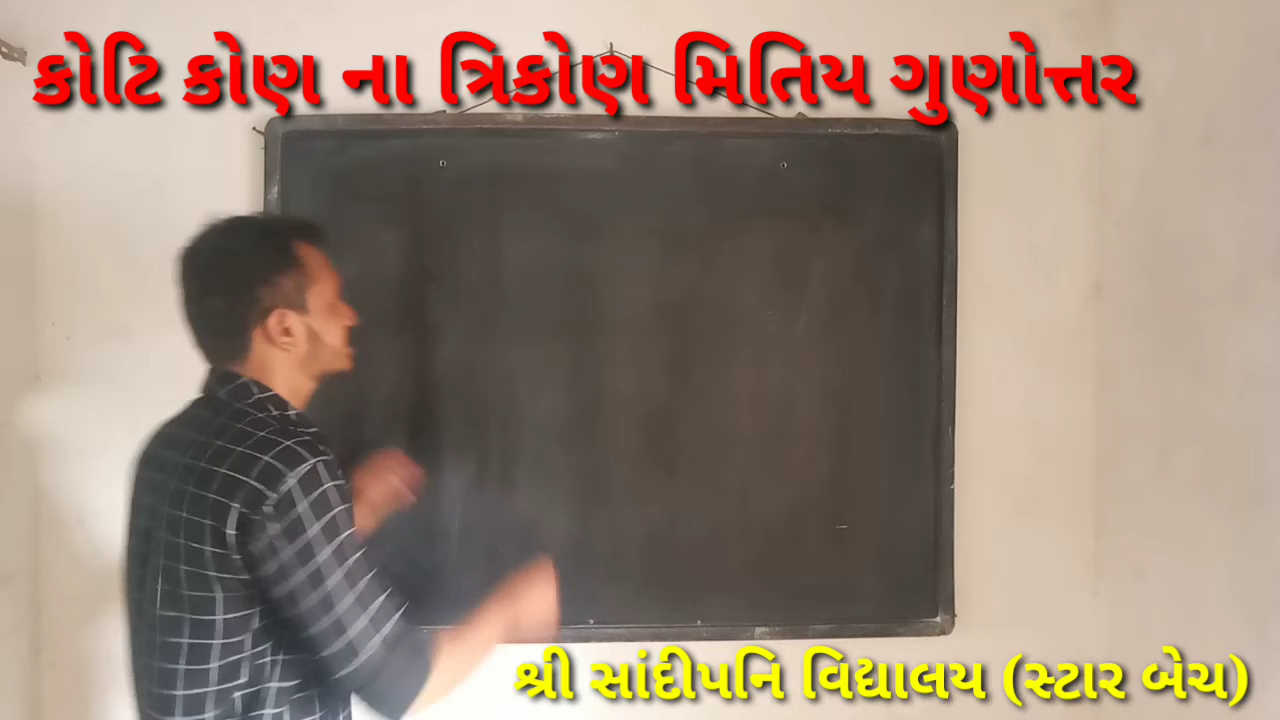 કોટિ કોણ ના ત્રિકોણ મિતિય ગુણોત્તર
શ્રી સાંદીપનિ વિદ્યાલય (સ્ટાર બેચ)